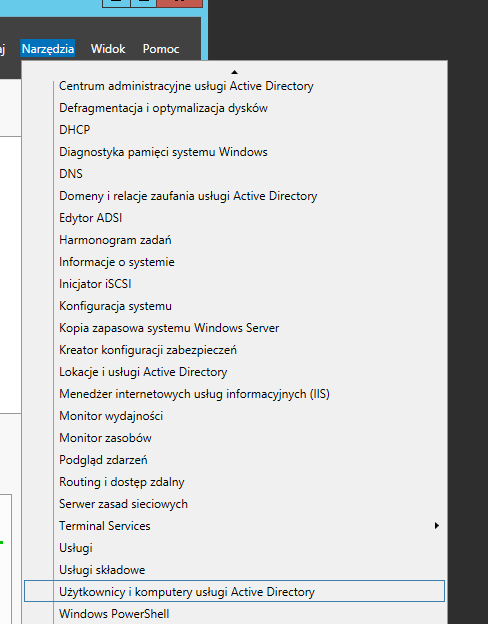 Narzędzia Widok Pomoc
Centrum administracyjne usługi Active Directory
Defragmentacja i optymalizacja dysków
DHCP
Diagnostyka pamięci systemu Windows
DNS
Domeny i relacje zaufania usługi Active Directory
Edytor ADSI
Harmonogram zadań
Informacje o systemie
Inicjator iSCSI
Konfiguracja systemu
Kopia zapasowa systemu Windows Server
Kreator konfiguracji zabezpieczeń
Lokacje i usługi Active Directory
Menedżer internetowych usług informacyjnych (IIS)
Monitor wydajności
Monitor zasobów
Podgląd zdarzeń
Routing i dostęp zdalny
Serwer zasad sieciowych
Terminal Services
Usługi
Usługi składowe
Użytkownicy i komputery usługi Active Directory
Windows PowerShell